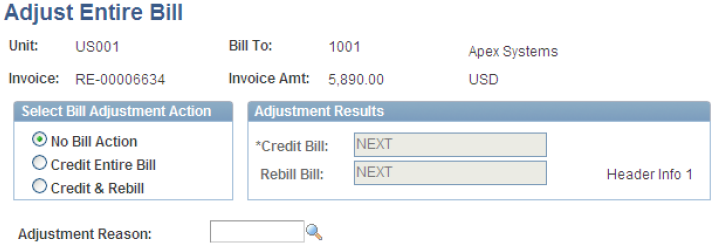 Adjust Entire Bill
Unit: US001 Bill To: 1001 Apex Systems
Invoice: RE-00006634 Invoice Amt: 5,890.00 USD
Select Bill Adjustment Action Adjustment Results
No Bill Action *Credit Bill: NEXT
Credit Entire Bill Rebill Bill: NEXT Header Info 1
Credit & Rebill
Adjustment Reason: